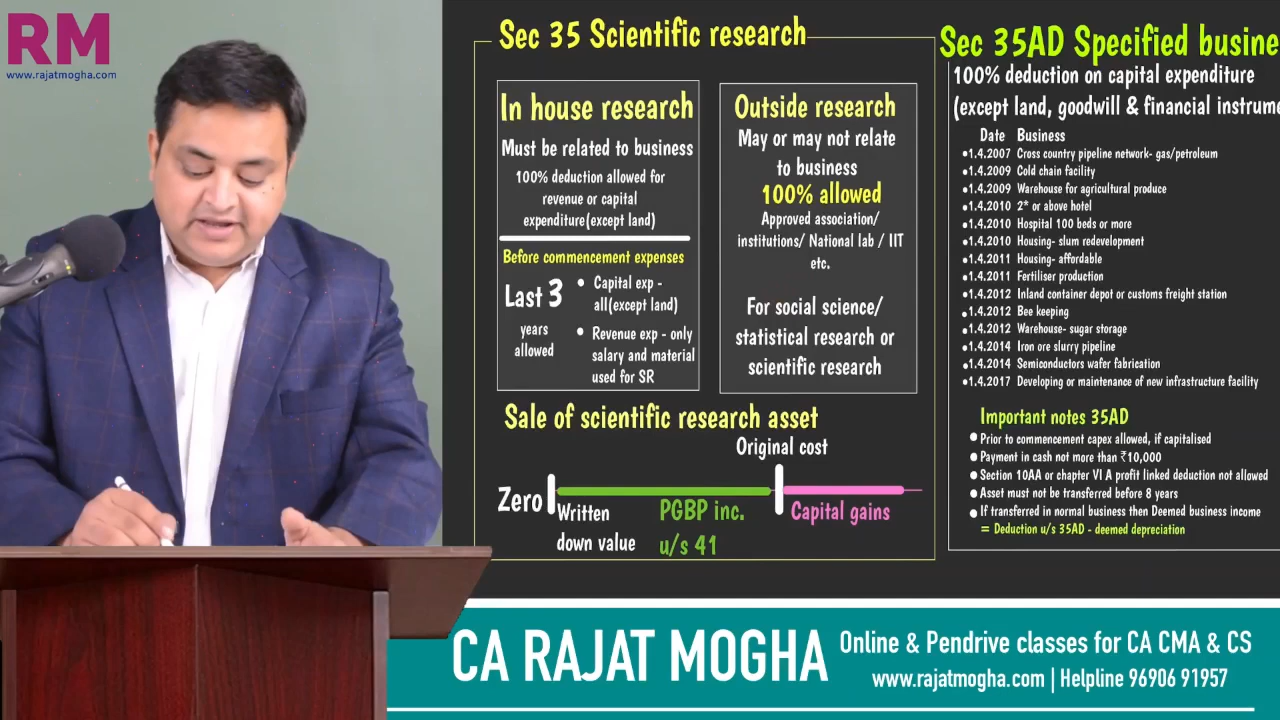 RM
www.rajatmogha.com
Sec 35 Scientific research
In house research
Must be related to business
100% deduction allowed for
revenue or capital
expenditure(except land)
Before commencement expenses
Last 3
years
allowed
• Capital exp -
all(except land)
• Revenue exp - only
salary and material
used for SR
Outside research
May or may not relate
to business
100% allowed
Approved association/
institutions/ National lab / IIT
etc.
For social science/
statistical research or
scientific research
Sale of scientific research asset
Original cost
Zero
Written
down value
PGBP inc.
u/s 41
Capital gains
Sec 35AD Specified busine
100% deduction on capital expenditure
(except land, goodwill & financial instrume
Date Business
•1.4.2007 Cross country pipeline network- gas/petroleum
•1.4.2009 Cold chain facility
•1.4.2009 Warehouse for agricultural produce
•1.4.2010 2* or above hotel
•1.4.2010 Hospital 100 beds or more
•1.4.2010 Housing- slum redevelopment
•1.4.2011 Housing- affordable
•1.4.2011 Fertiliser production
•1.4.2012 Inland container depot or customs freight station
•1.4.2012 Bee keeping
•1.4.2012 Warehouse- sugar storage
•1.4.2014 Iron ore slurry pipeline
•1.4.2014 Semiconductors wafer fabrication
•1.4.2017 Developing or maintenance of new infrastructure facility
Important notes 35AD
• Prior to commencement capex allowed, if capitalised
• Payment in cash not more than ₹10,000
• Section 10AA or chapter VI A profit linked deduction not allowed
• Asset must not be transferred before 8 years
• If transferred in normal business then Deemed business income
= Deduction u/s 35AD - deemed depreciation
CA RAJAT MOGHA
Online & Pendrive classes for CA CMA & CS
www.rajatmogha.com | Helpline 96906 91957